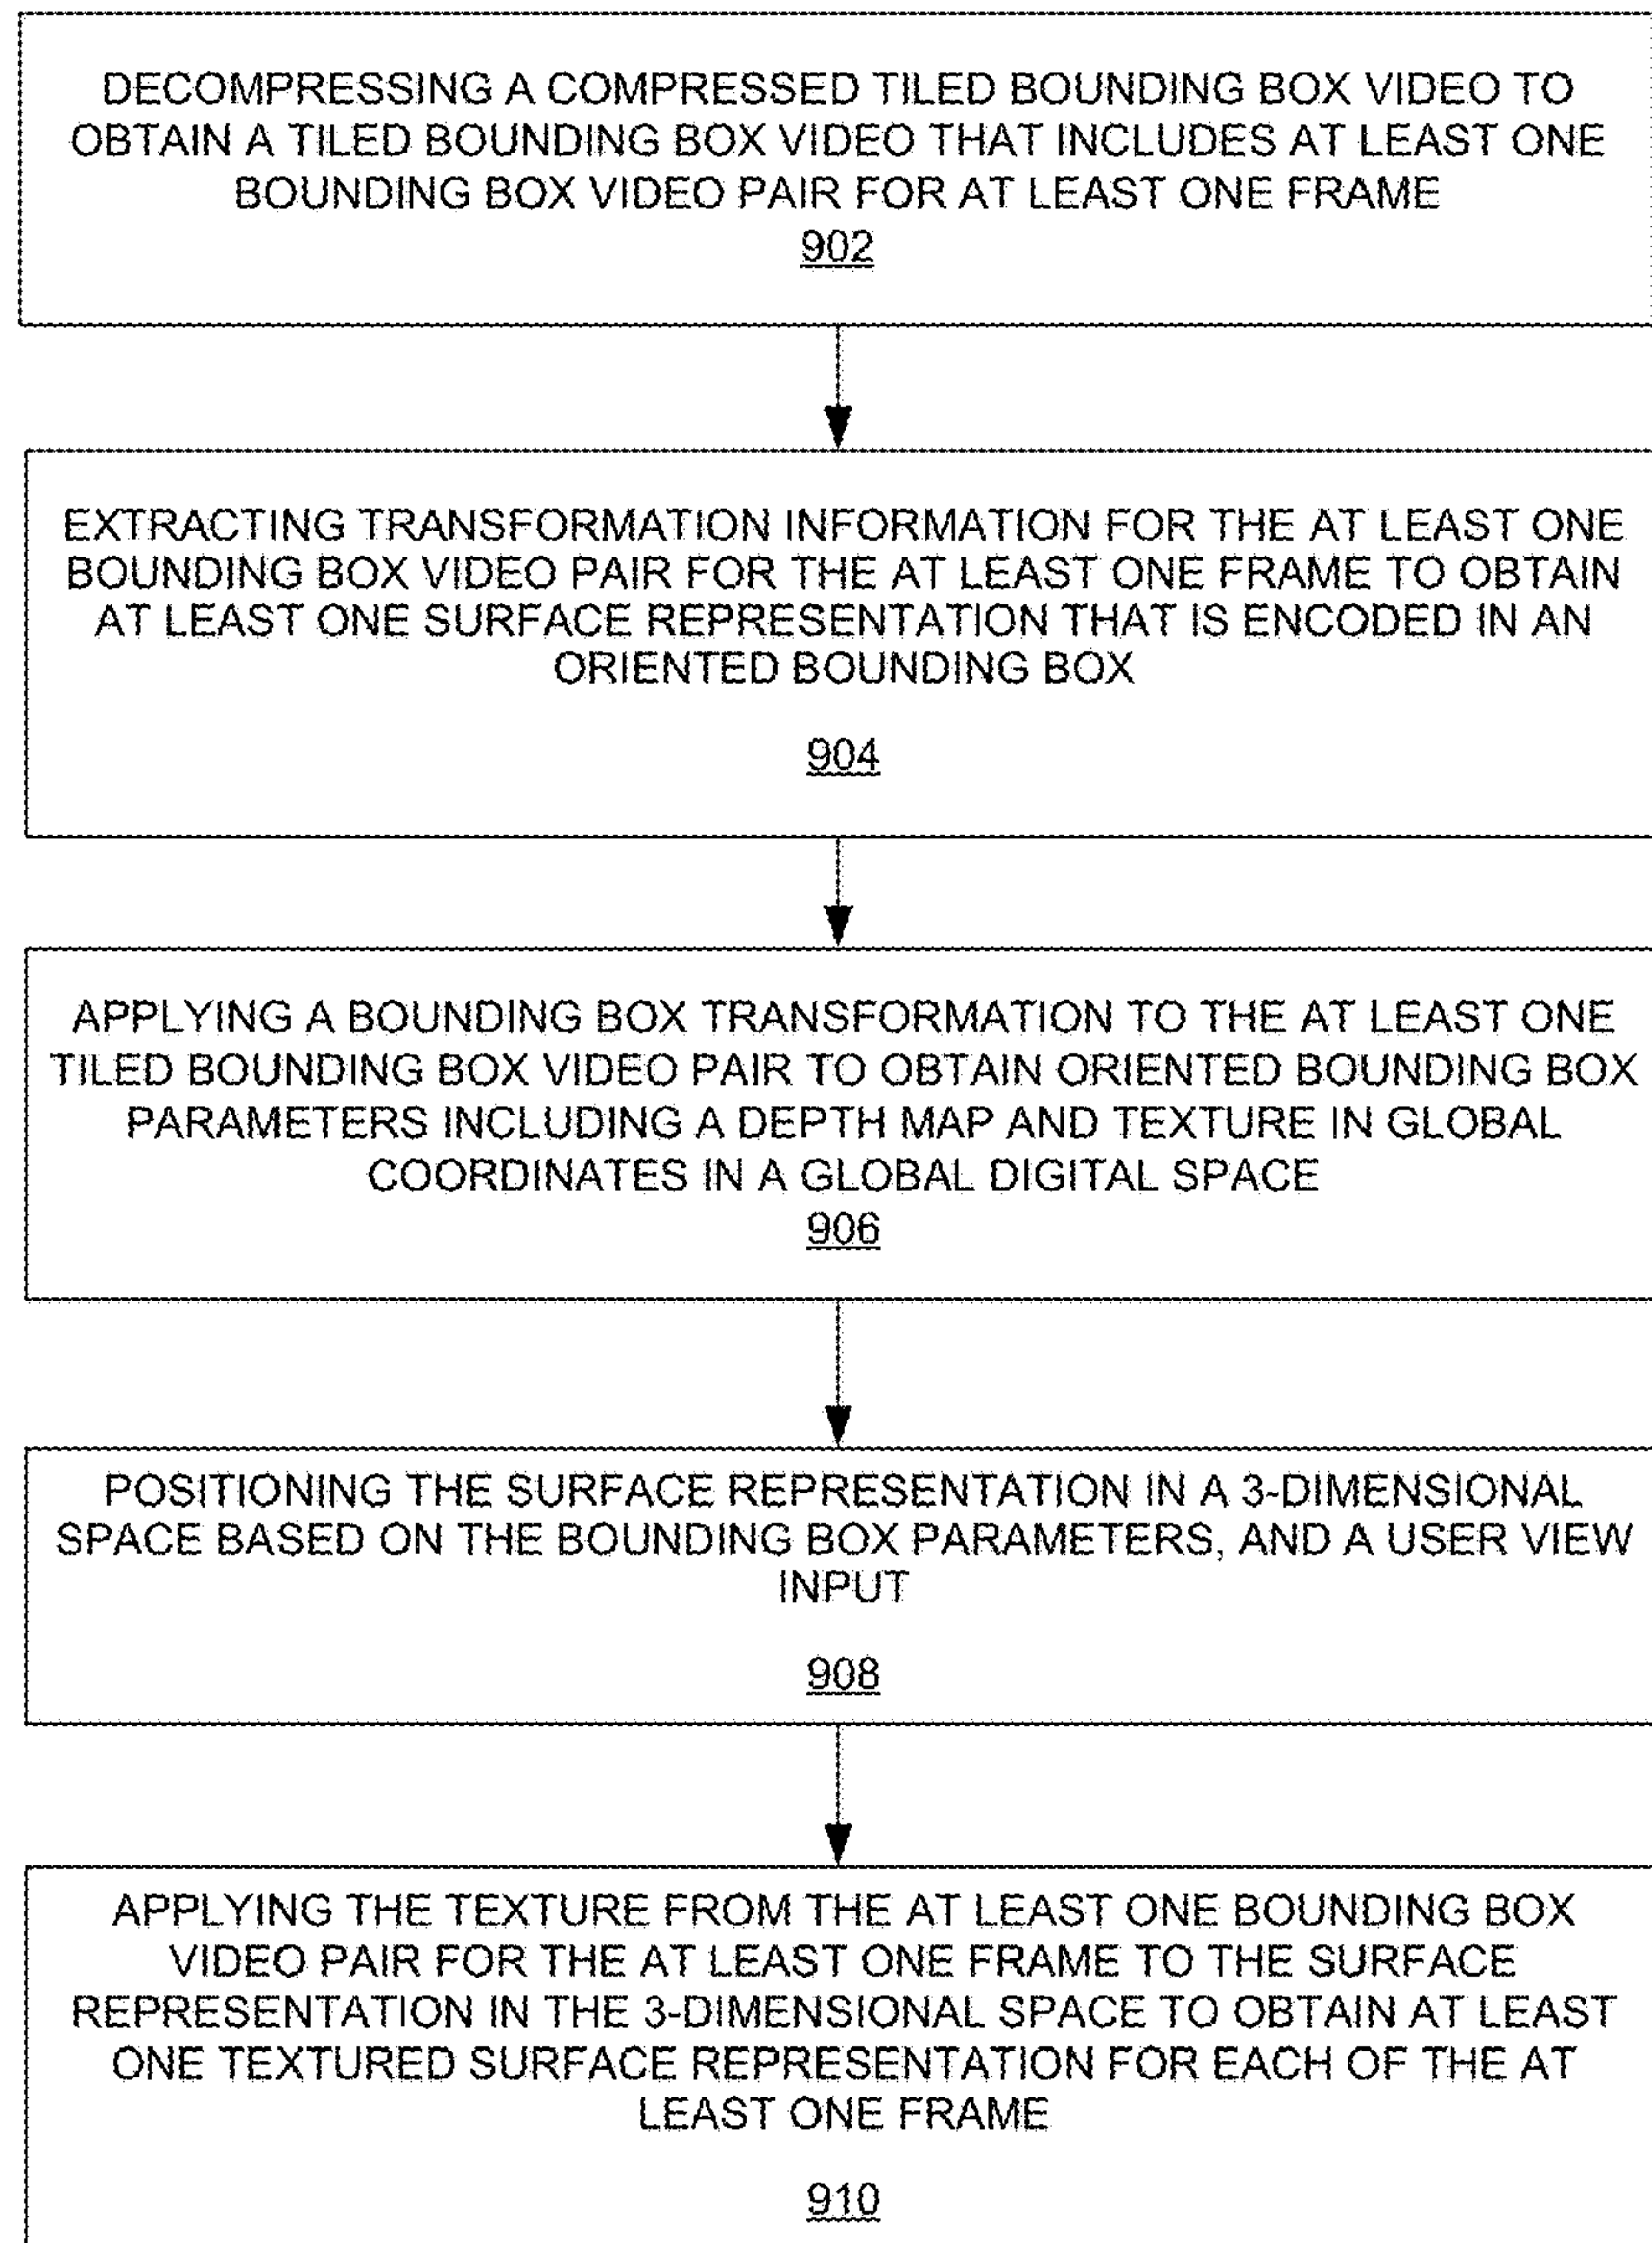 DECOMPRESSING A COMPRESSED TILED BOUNDING BOX VIDEO TO
OBTAIN A TILED BOUNDING BOX VIDEO THAT INCLUDES AT LEAST ONE
BOUNDING BOX VIDEO PAIR FOR AT LEAST ONE FRAME
902
EXTRACTING TRANSFORMATION INFORMATION FOR THE AT LEAST ONE
BOUNDING BOX VIDEO PAIR FOR THE AT LEAST ONE FRAME TO OBTAIN
AT LEAST ONE SURFACE REPRESENTATION THAT IS ENCODED IN AN
ORIENTED BOUNDING BOX
904
APPLYING A BOUNDING BOX TRANSFORMATION TO THE AT LEAST ONE
TILED BOUNDING BOX VIDEO PAIR TO OBTAIN ORIENTED BOUNDING BOX
PARAMETERS INCLUDING A DEPTH MAP AND TEXTURE IN GLOBAL
COORDINATES IN A GLOBAL DIGITAL SPACE
906
POSITIONING THE SURFACE REPRESENTATION IN A 3-DIMENSIONAL
SPACE BASED ON THE BOUNDING BOX PARAMETERS, AND A USER VIEW
INPUT
908
APPLYING THE TEXTURE FROM THE AT LEAST ONE BOUNDING BOX
VIDEO PAIR FOR THE AT LEAST ONE FRAME TO THE SURFACE
REPRESENTATION IN THE 3-DIMENSIONAL SPACE TO OBTAIN AT LEAST
ONE TEXTURED SURFACE REPRESENTATION FOR EACH OF THE AT
LEAST ONE FRAME
910